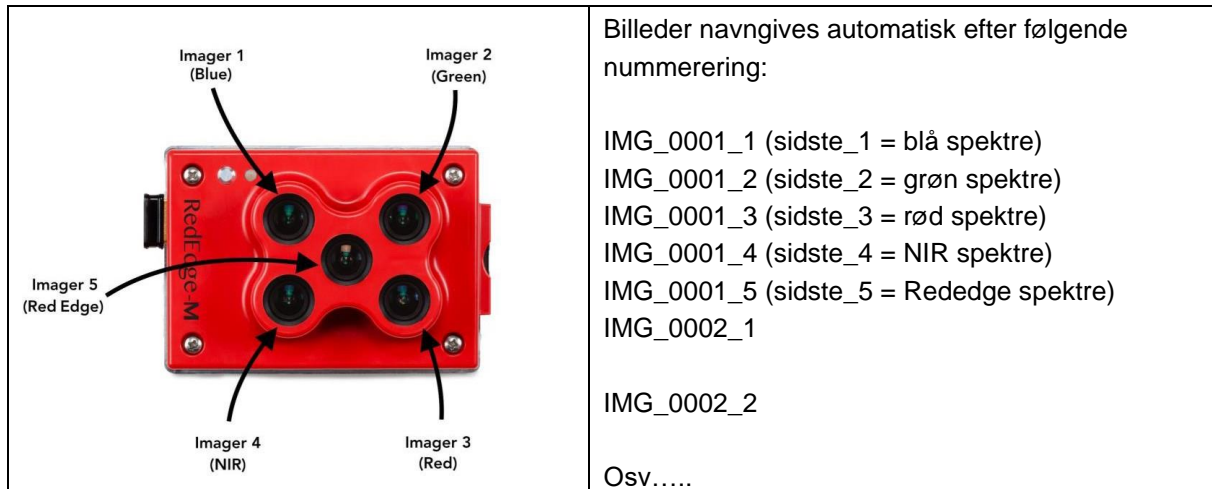 Imager 1
(Blue)
Imager 2
(Green)
RedEdge-M
Imager 5
(Red Edge)
Imager 4
(NIR)
Imager 3
(Red)
Billeder navngives automatisk efter følgende
nummerering:
IMG_0001_1 (sidste_1 = blå spektre)
IMG_0001_2 (sidste_2 = grøn spektre)
IMG_0001_3 (sidste_3 = rød spektre)
IMG_0001_4 (sidste_4 = NIR spektre)
IMG_0001_5 (sidste_5 = Rededge spektre)
IMG_0002_1
IMG_0002_2
Osv…..